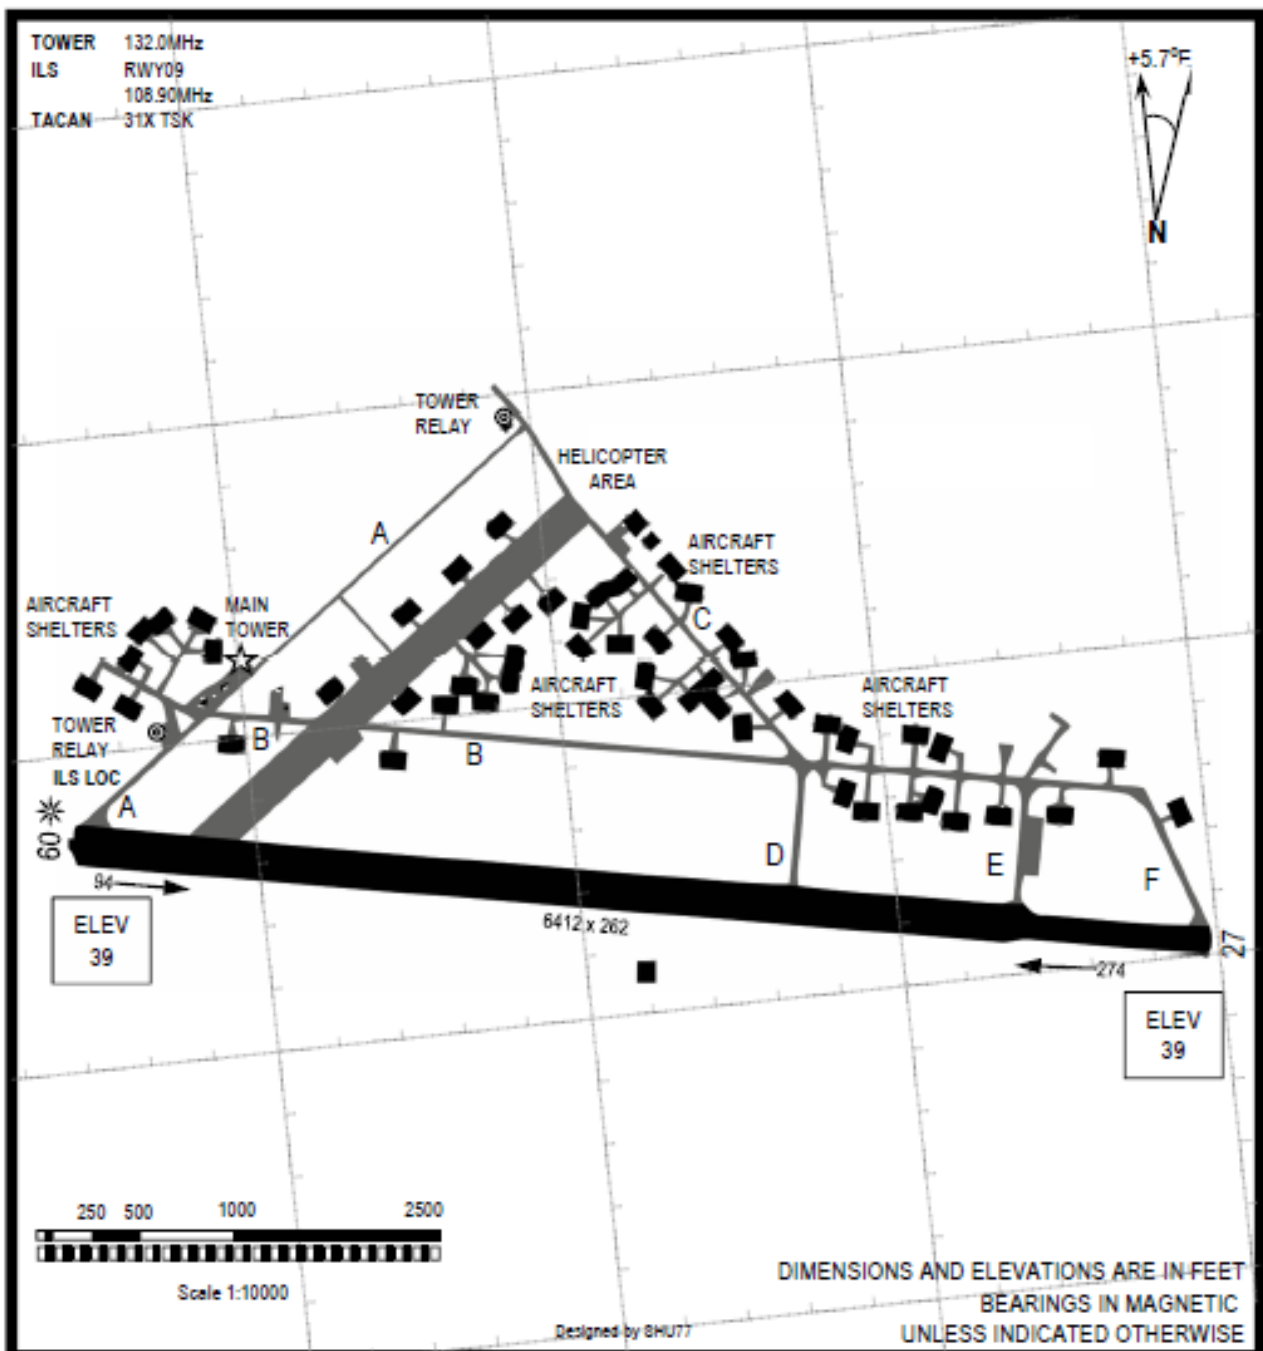 TOWER 132.0MHz
ILS RWY09
108.90MHz
TACAN 31X TSK
+5.7°E
N
TOWER
RELAY
HELICOPTER
AREA
A
AIRCRAFT
SHELTERS
AIRCRAFT
SHELTERS
MAIN
TOWER
C
AIRCRAFT
SHELTERS
AIRCRAFT
SHELTERS
TOWER
RELAY
B
B
ILS LOC
A
09
D
E
F
94
6412 x 262
27
274
ELEV
39
ELEV
39
250 500 1000 2500
Scale 1:10000
DIMENSIONS AND ELEVATIONS ARE IN FEET
BEARINGS IN MAGNETIC
UNLESS INDICATED OTHERWISE
Designed by SHU77